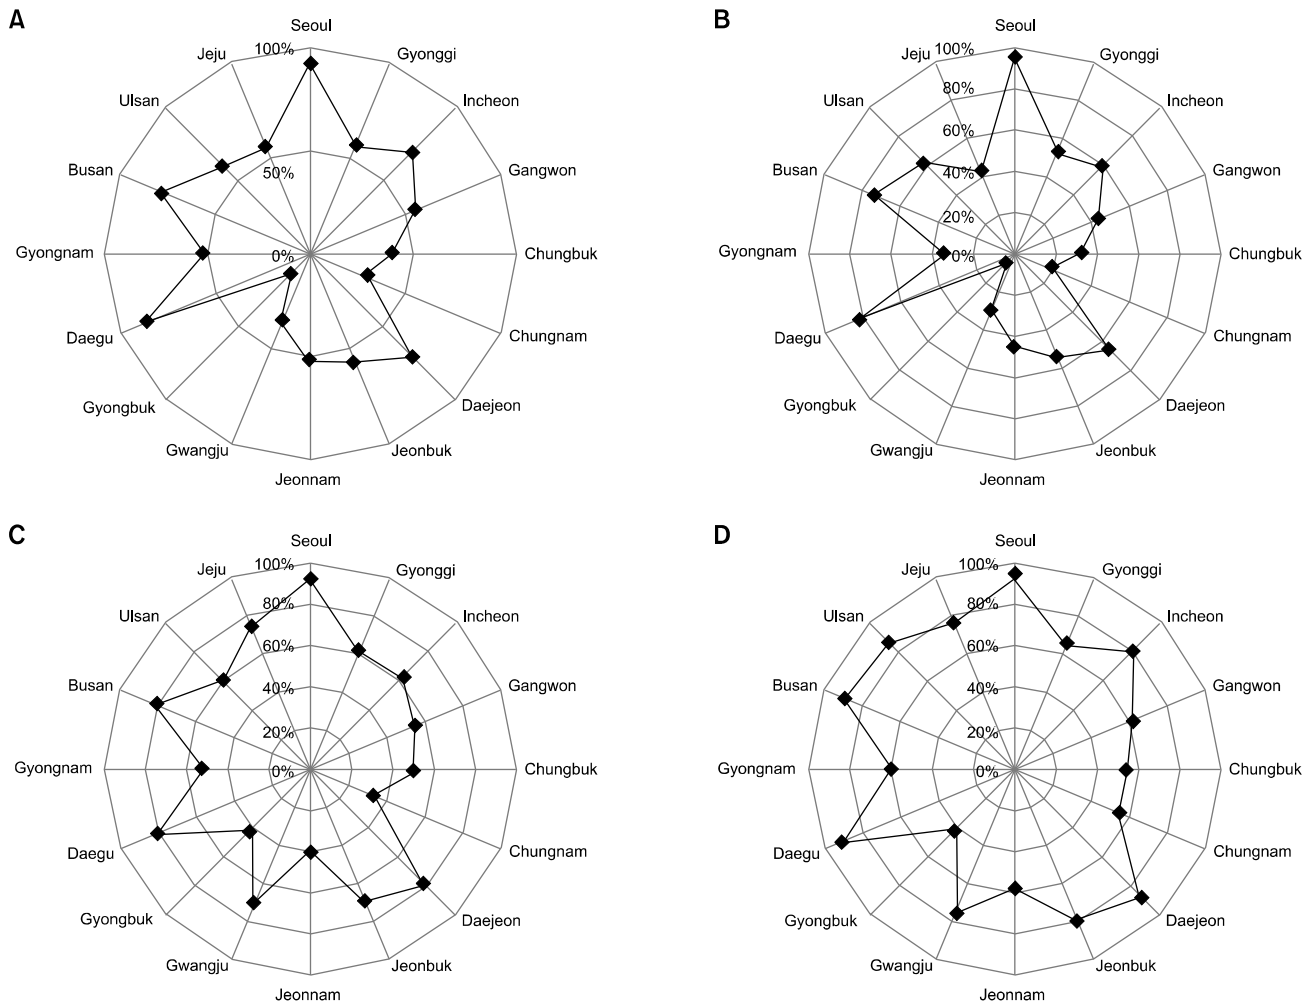 A
Seoul
100%
Jeju
Gyonggi
Ulsan
Incheon
Busan
50%
Gangwon
Gyongnam
0%
Chungbuk
Daegu
Chungnam
Gyongbuk
Daejeon
Gwangju
Jeonbuk
Jeonnam
B
Seoul
100%
Jeju
Gyonggi
80%
Ulsan
Incheon
60%
Busan
40%
Gangwon
20%
Gyongnam
0%
Chungbuk
Daegu
Chungnam
Gyongbuk
Daejeon
Gwangju
Jeonbuk
Jeonnam
C
Seoul
100%
Jeju
Gyonggi
80%
Ulsan
Incheon
60%
Busan
40%
Gangwon
20%
Gyongnam
0%
Chungbuk
Daegu
Chungnam
Gyongbuk
Daejeon
Gwangju
Jeonbuk
Jeonnam
D
Seoul
100%
Jeju
Gyonggi
80%
Ulsan
Incheon
60%
Busan
40%
Gangwon
20%
Gyongnam
0%
Chungbuk
Daegu
Chungnam
Gyongbuk
Daejeon
Gwangju
Jeonbuk
Jeonnam